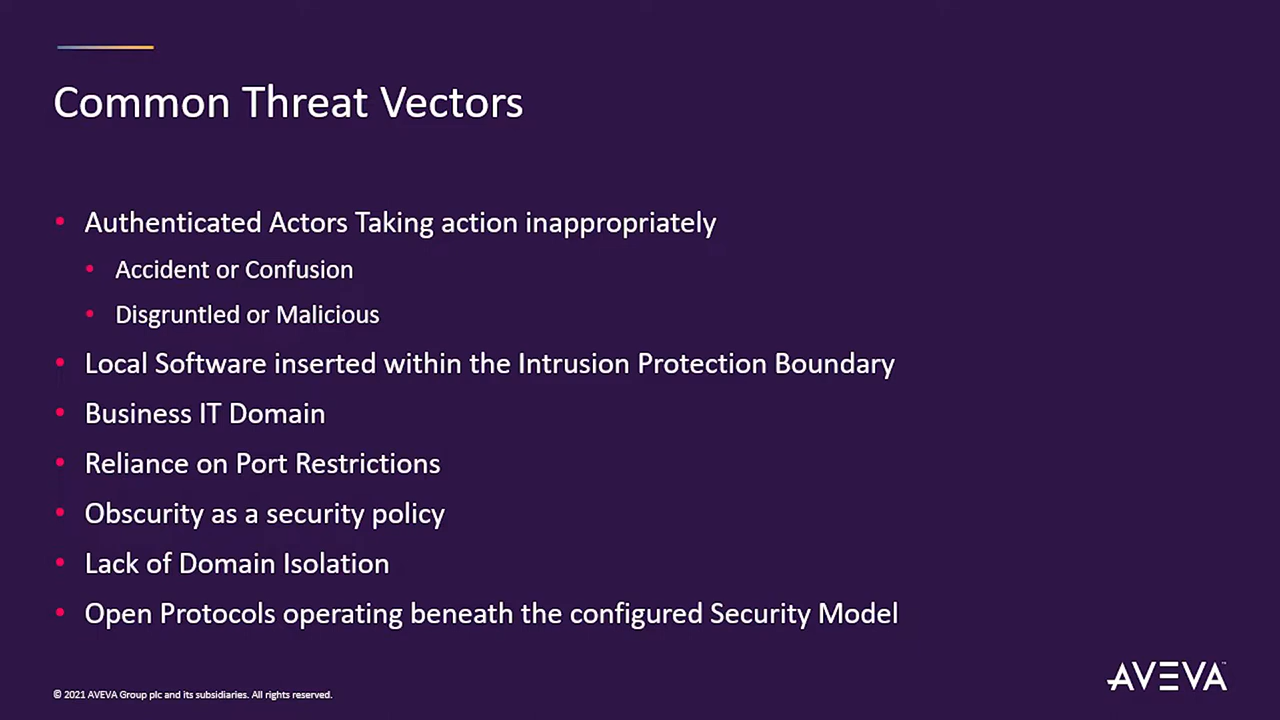 Common Threat Vectors
• Authenticated Actors Taking action inappropriately
• Accident or Confusion
• Disgruntled or Malicious
• Local Software inserted within the Intrusion Protection Boundary
• Business IT Domain
• Reliance on Port Restrictions
• Obscurity as a security policy
• Lack of Domain Isolation
• Open Protocols operating beneath the configured Security Model
AVEVA™
© 2021 AVEVA Group plc and its subsidiaries. All rights reserved.